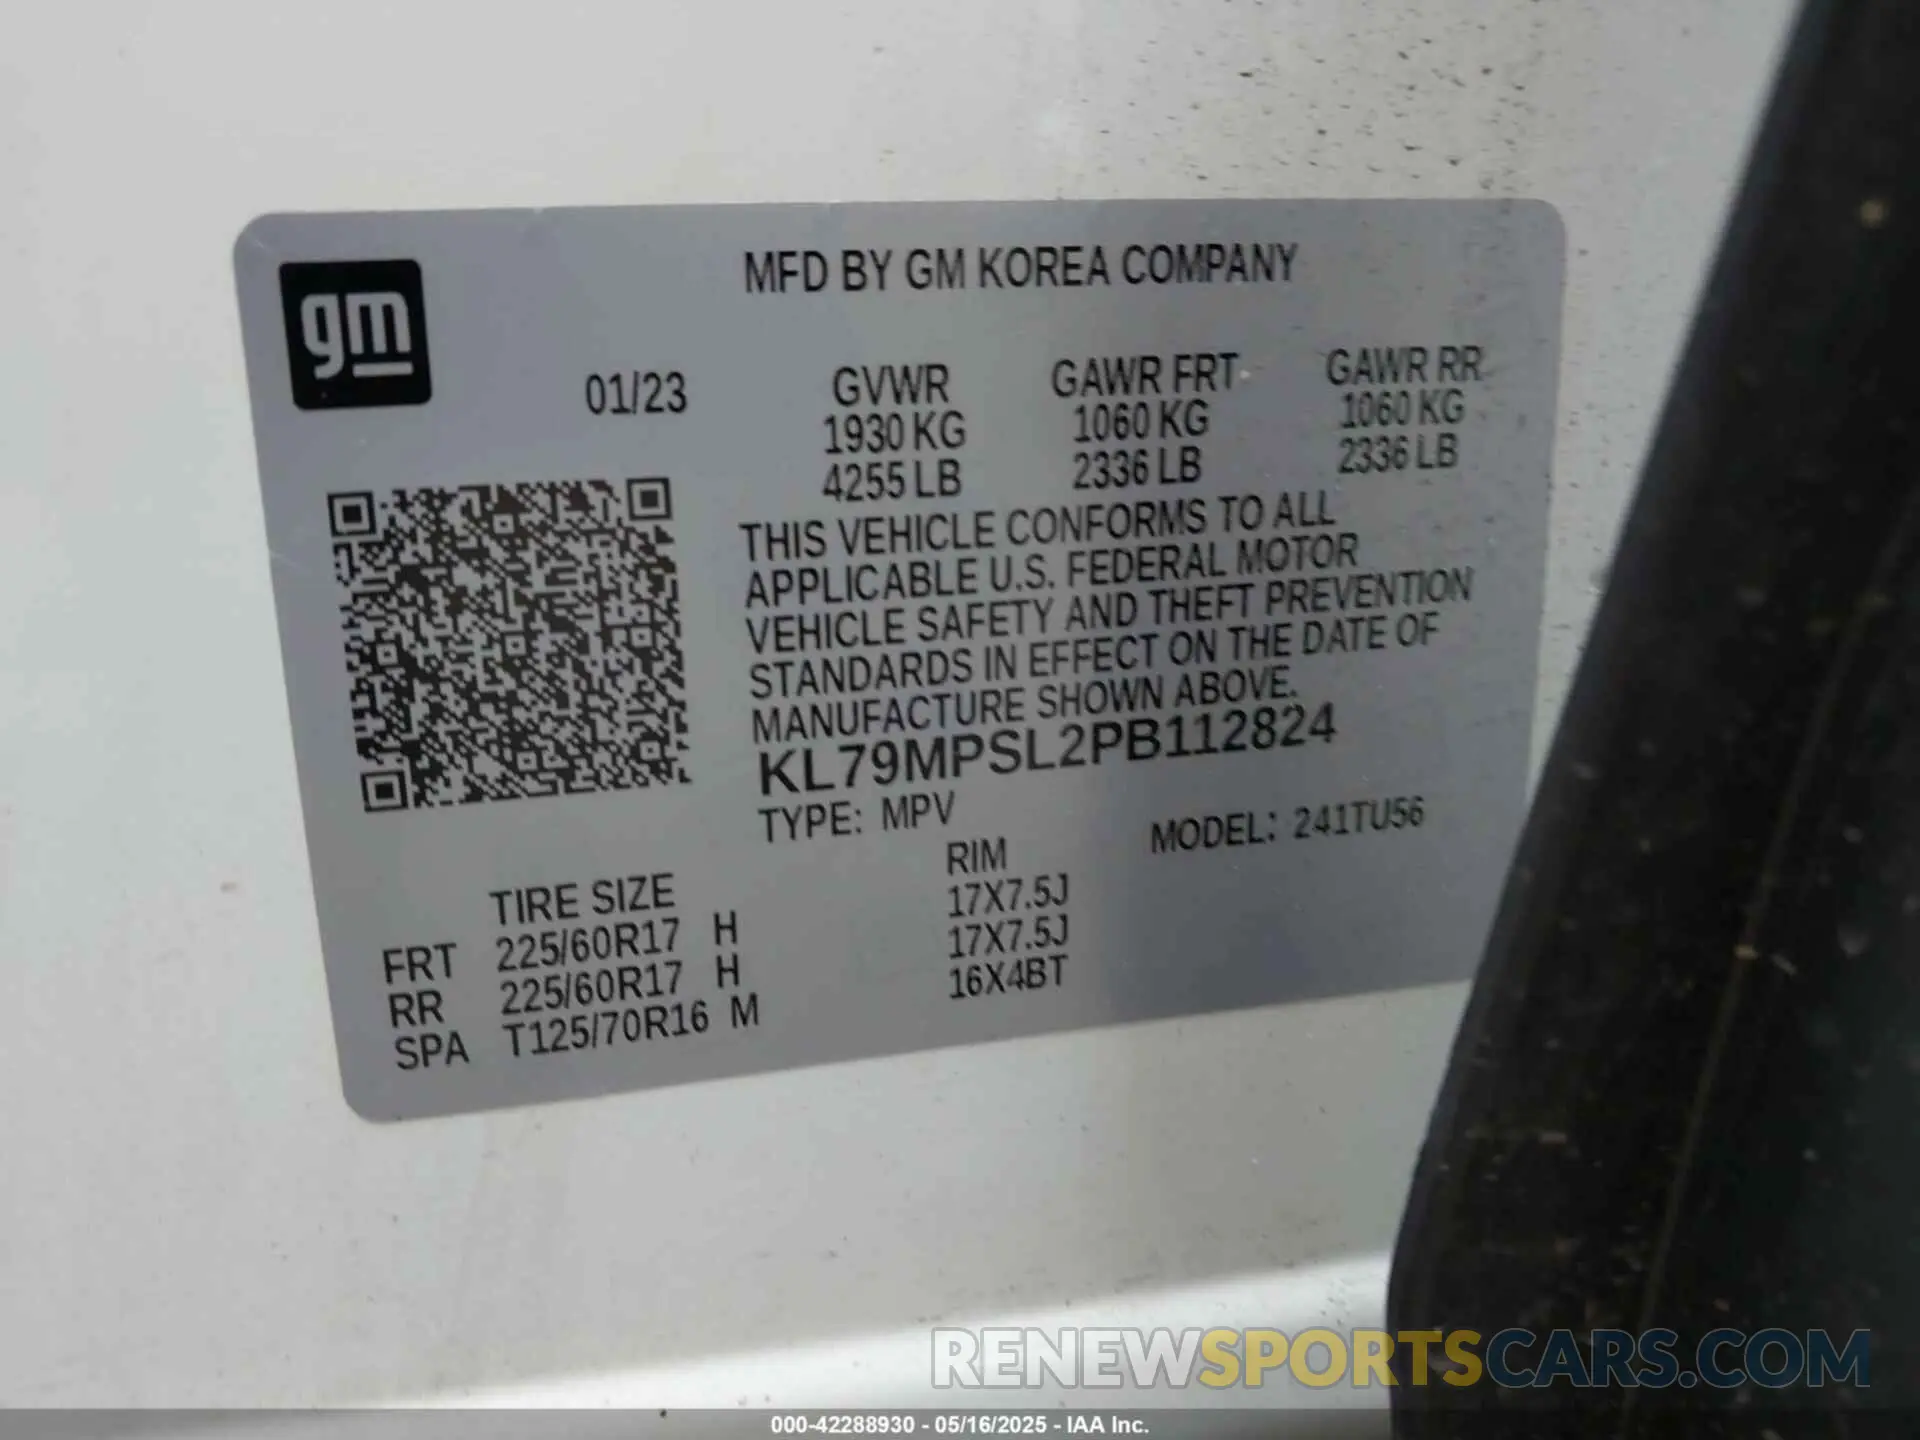 gm
MFD BY GM KOREA COMPANY
01/23 GVWR GAWR FRT GAWR RR
1930 KG 1060 KG 1060 KG
4255 LB 2336 LB 2336 LB
THIS VEHICLE CONFORMS TO ALL
APPLICABLE U.S. FEDERAL MOTOR
VEHICLE SAFETY AND THEFT PREVENTION
STANDARDS IN EFFECT ON THE DATE OF
MANUFACTURE SHOWN ABOVE.
KL79MPSL2PB112824
TYPE: MPV MODEL: 241TU56
TIRE SIZE RIM
FRT 225/60R17 H 17X7.5J
RR 225/60R17 H 17X7.5J
SPA T125/70R16 M 16X4BT
RENEWSPORTSCARS.COM
000-42288930 - 05/16/2025 - IAA Inc.